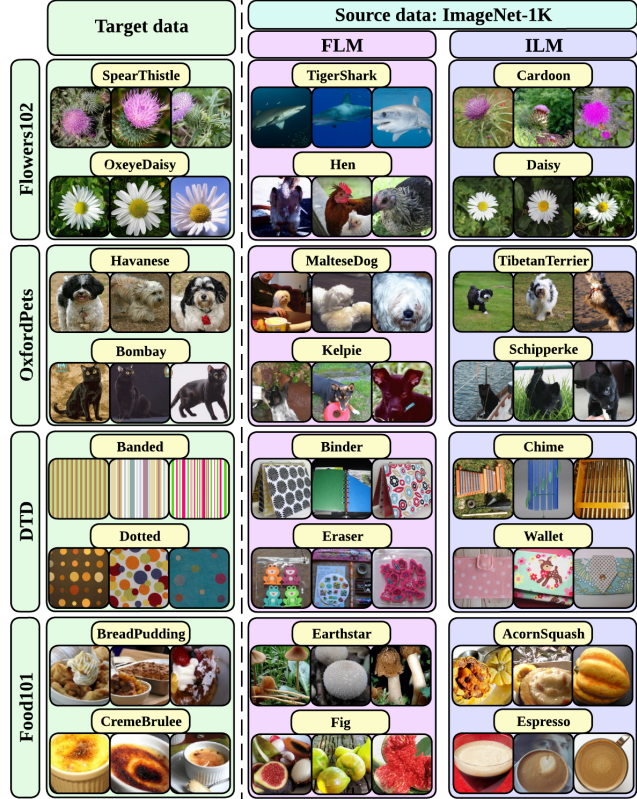 Target data
Source data: ImageNet-1K
FLM
ILM
Flowers102
SpearThistle
TigerShark
Cardoon
OxeyeDaisy
Hen
Daisy
OxfordPets
Havanese
MalteseDog
TibetanTerrier
Bombay
Kelpie
Schipperke
DTD
Banded
Binder
Chime
Dotted
Eraser
Wallet
Food101
BreadPudding
Earthstar
AcornSquash
CremeBrulee
Fig
Espresso